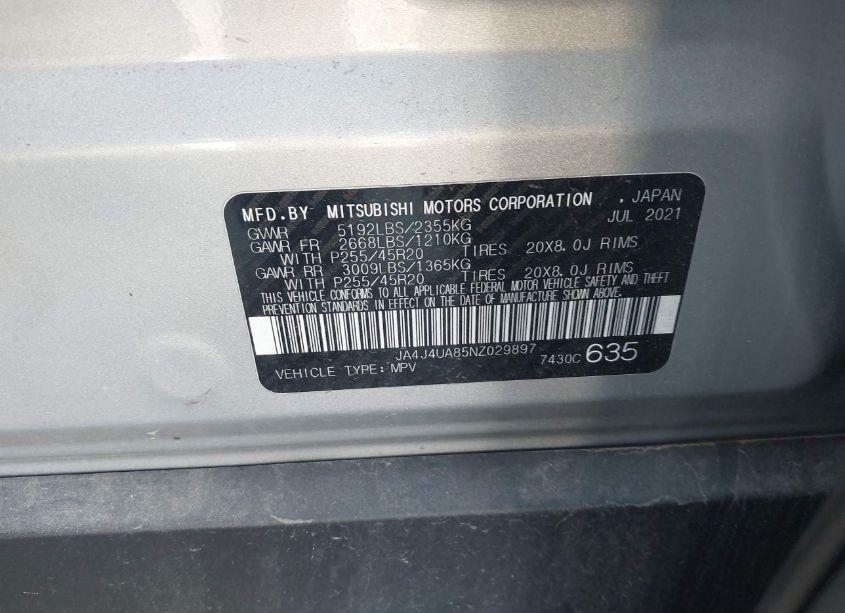 MFD.BY MITSUBISHI MOTORS CORPORATION , JAPAN
JUL 2021
GVWR 5192LBS/2355KG
GAWR FR 2668LBS/1210KG
WITH P255/45R20 TIRES 20X8.0J RIMS
GAWR RR 3009LBS/1365KG
WITH P255/45R20 TIRES 20X8.0J RIMS
THIS VEHICLE CONFORMS TO ALL APPLICABLE FEDERAL MOTOR VEHICLE SAFETY AND THEFT
PREVENTION STANDARDS IN EFFECT ON THE DATE OF MANUFACTURE SHOWN ABOVE.
JA4J4UA85NZ029897
VEHICLE TYPE:MPV 7430C 635